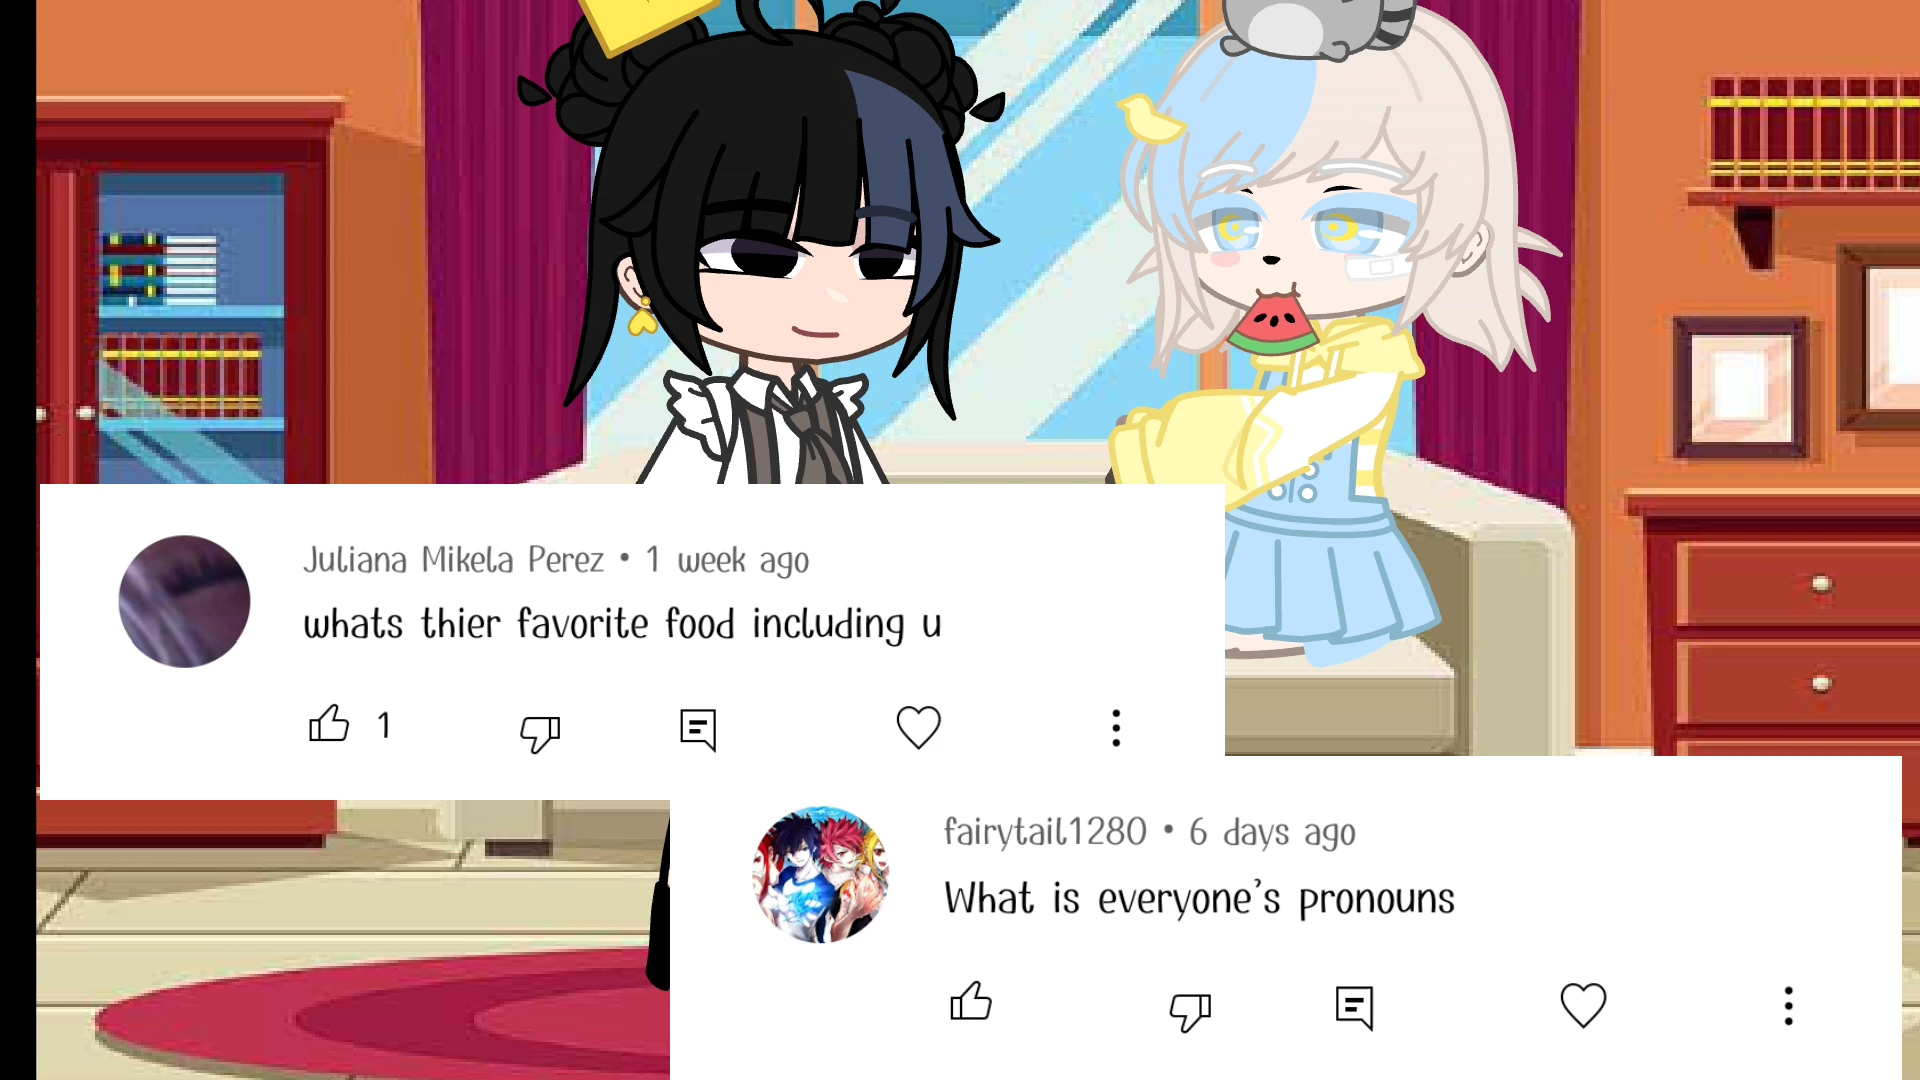 Juliana Mikela Perez • 1 week ago
whats thier favorite food including u
1
fairytail1280 • 6 days ago
What is everyone's pronouns